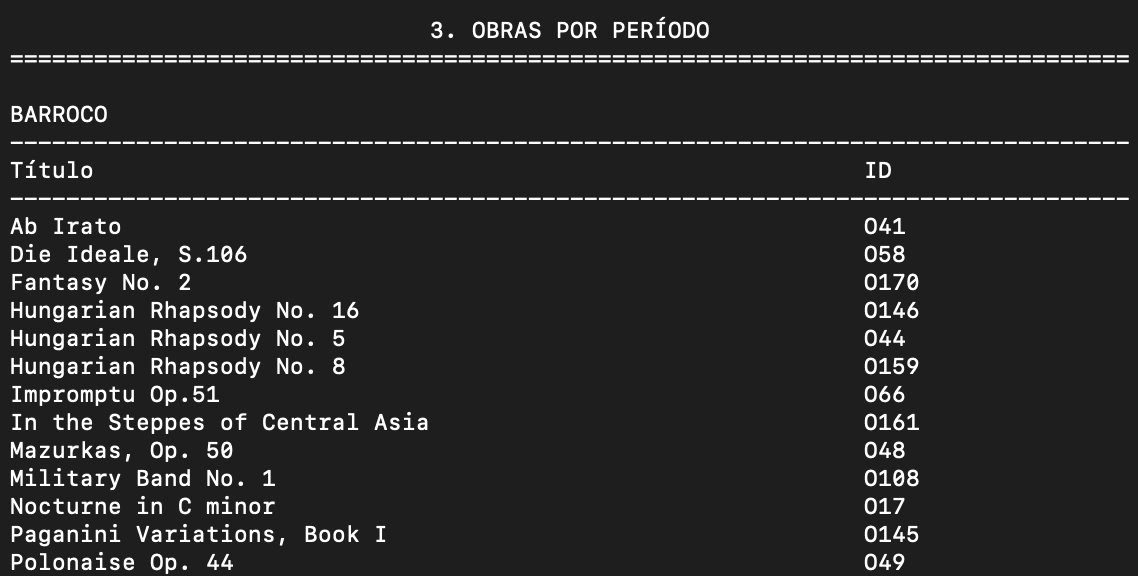 3. OBRAS POR PERÍODO
================================================================================
BARROCO
--------------------------------------------------------------------------------
Título ID
--------------------------------------------------------------------------------
Ab Irato O41
Die Ideale, S.106 O58
Fantasy No. 2 O170
Hungarian Rhapsody No. 16 O146
Hungarian Rhapsody No. 5 O44
Hungarian Rhapsody No. 8 O159
Impromptu Op.51 O66
In the Steppes of Central Asia O161
Mazurkas, Op. 50 O48
Military Band No. 1 O108
Nocturne in C minor O17
Paganini Variations, Book I O145
Polonaise Op. 44 O49